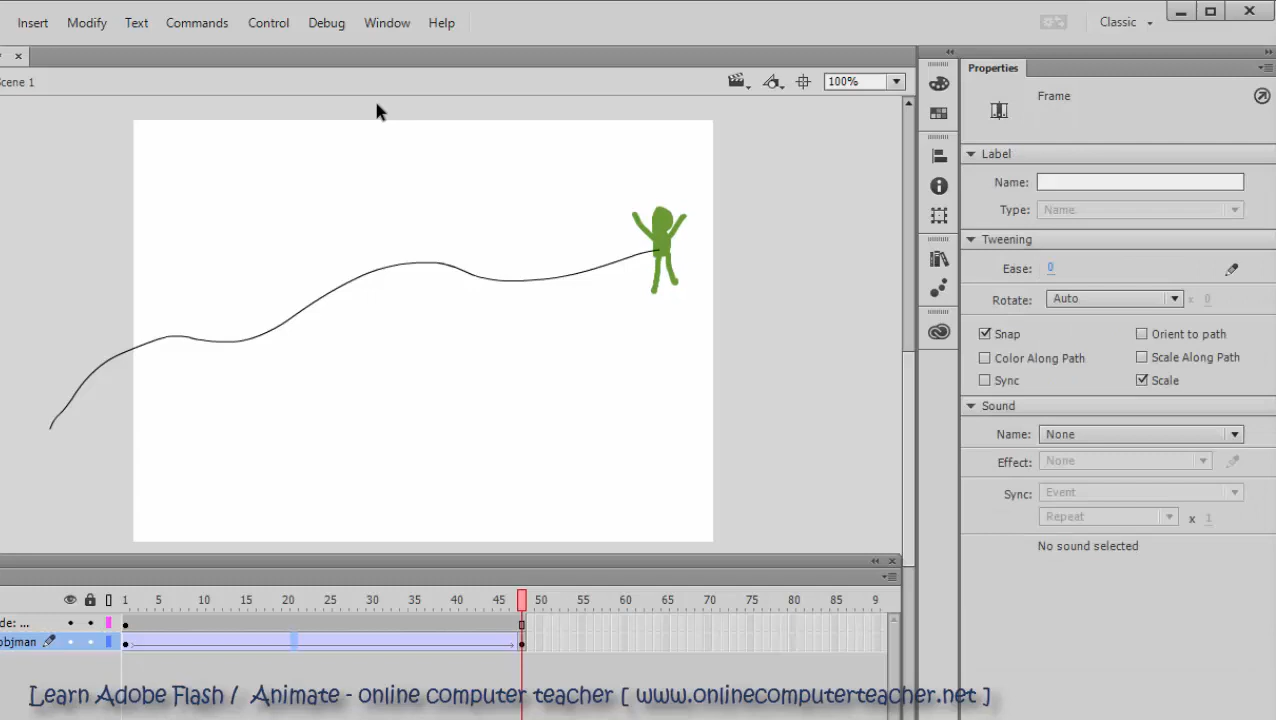 Insert Modify Text Commands Control Debug Window Help Classic
Scene 1 100%
Properties
Frame
Label
Name:
Type: Name
Tweening
Ease: 0
Rotate: Auto x 0
Snap Orient to path
Color Along Path Scale Along Path
Sync Scale
Sound
Name: None
Effect: None
Sync: Event
Repeat x 1
No sound selected
1 5 10 15 20 25 30 35 40 45 50 55 60 65 70 75 80 85 9
de: ...
objman
Learn Adobe Flash / Animate - online computer teacher [ www.onlinecomputerteacher.net ]